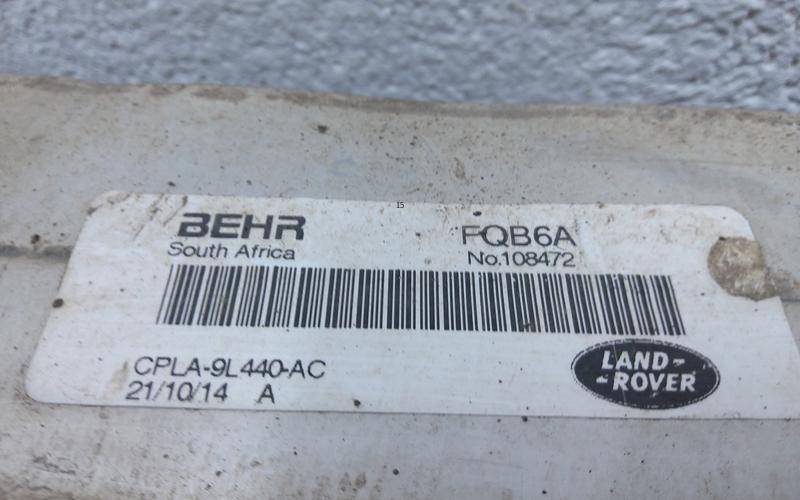 15
BEHR
South Africa
FQB6A
No.108472
CPLA-9L440-AC
21/10/14 A
LAND-
-ROVER